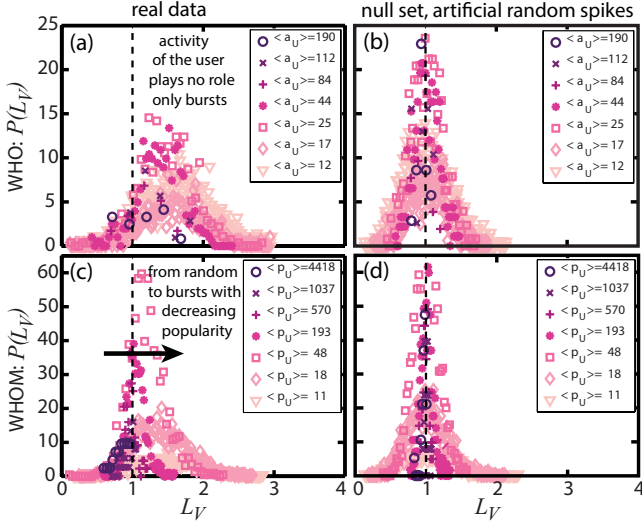 real data
null set, artificial random spikes
WHO: P(L_V)
25
20
15
10
5
0
(a)
activity
of the user
plays no role
only bursts
< a_U >=190
< a_U >=112
< a_U >= 84
< a_U >= 44
< a_U >= 25
< a_U >= 17
< a_U >= 12
(b)
< a_U >=190
< a_U >=112
< a_U >= 84
< a_U >= 44
< a_U >= 25
< a_U >= 17
< a_U >= 12
WHOM: P(L_V)
60
50
40
30
20
10
0
(c)
from random
to bursts with
decreasing
popularity
< p_U >=4418
< p_U >=1037
< p_U >= 570
< p_U >= 193
< p_U >= 48
< p_U >= 18
< p_U >= 11
(d)
< p_U >=4418
< p_U >=1037
< p_U >= 570
< p_U >= 193
< p_U >= 48
< p_U >= 18
< p_U >= 11
0 1 2 3 4
0 1 2 3 4
L_V
L_V